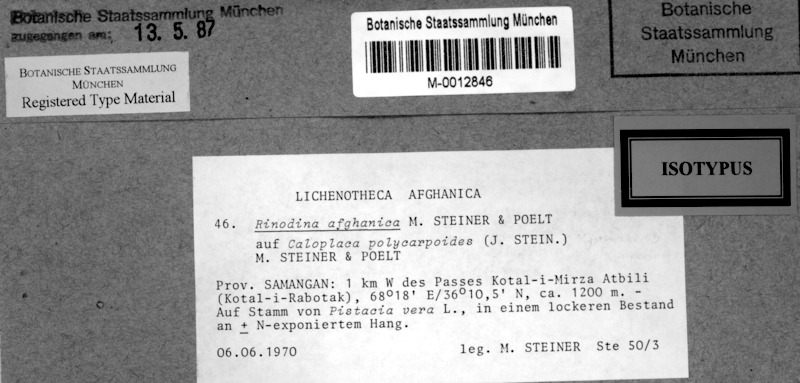 Botanische Staatssammlung München
zugegangen am: 13. 5. 87
BOTANISCHE STAATSSAMMLUNG
MÜNCHEN
Registered Type Material
Botanische Staatssammlung München
M-0012846
Botanische
Staatssammlung
München
ISOTYPUS
LICHENOTHECA AFGHANICA
46. Rinodina afghanica M. STEINER & POELT
auf Caloplaca polycarpoides (J. STEIN.)
M. STEINER & POELT
Prov. SAMANGAN: 1 km W des Passes Kotal-i-Mirza Atbili
(Kotal-i-Rabotak), 68°18' E/36°10,5' N, ca. 1200 m. -
Auf Stamm von Pistacia vera L., in einem lockeren Bestand
an ± N-exponiertem Hang.
06.06.1970 leg. M. STEINER Ste 50/3